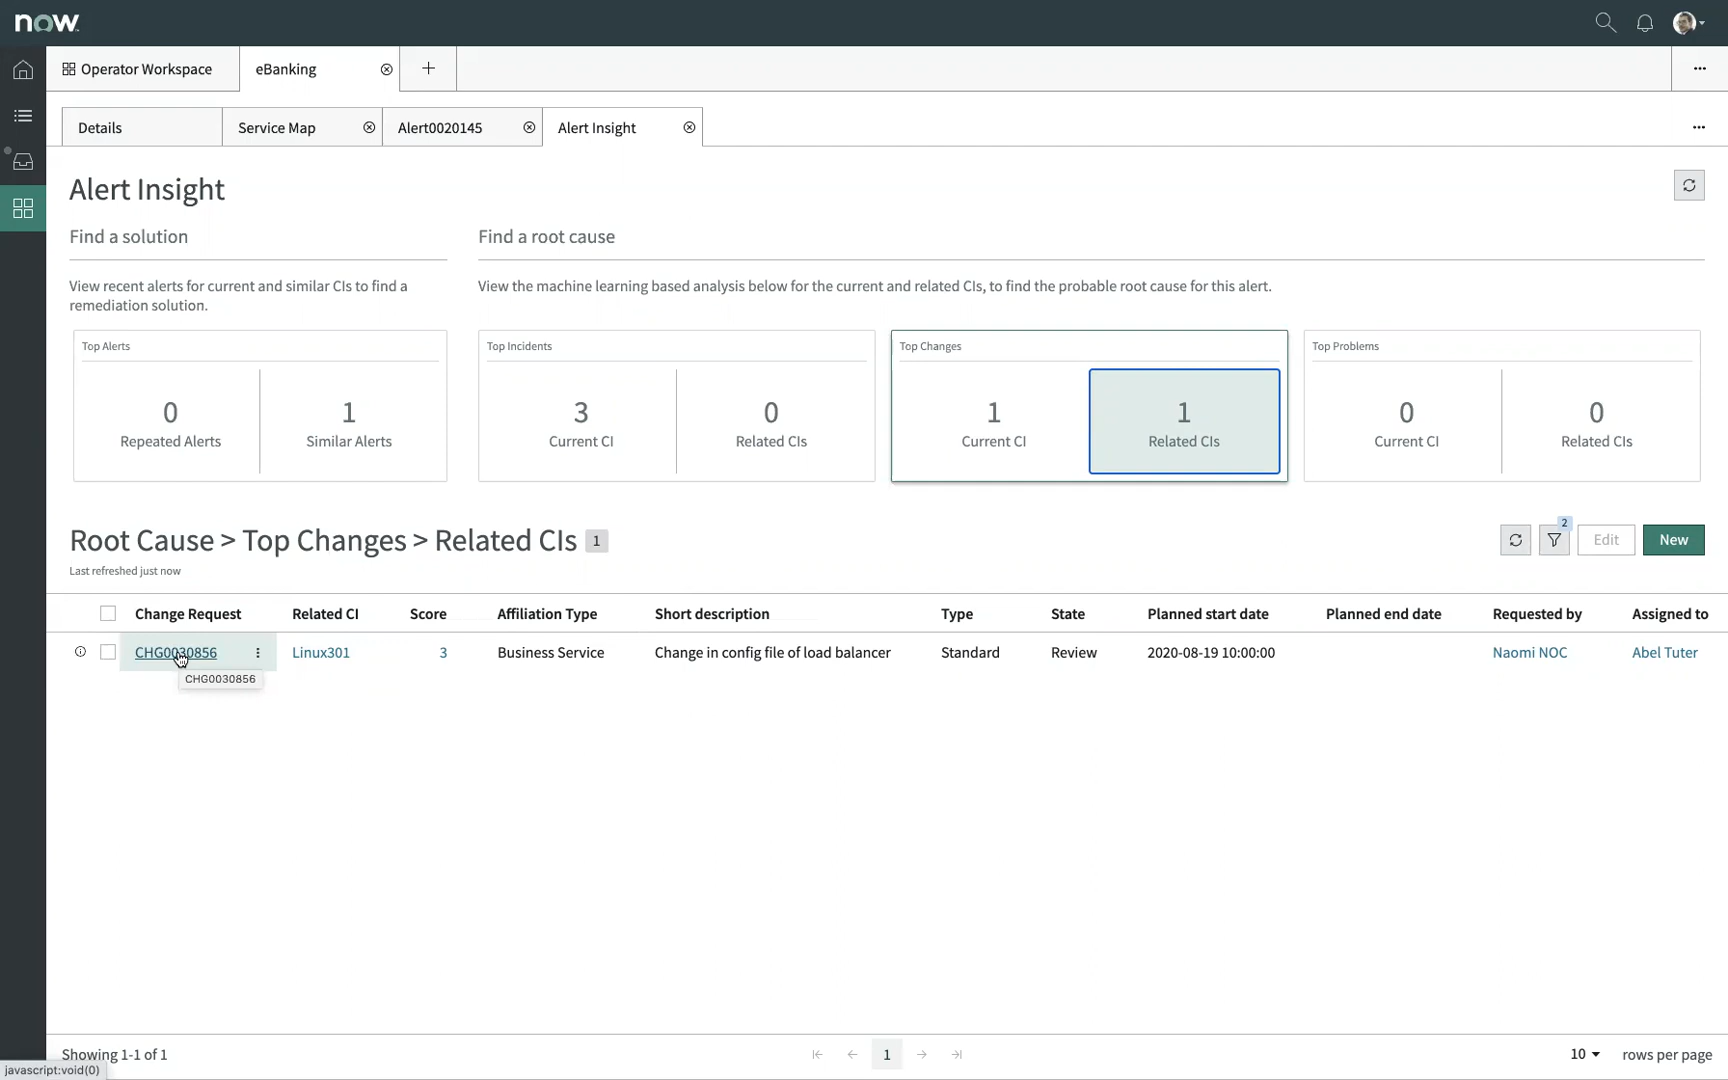 now.
Operator Workspace
eBanking
Details
Service Map
Alert0020145
Alert Insight
Alert Insight
Find a solution
Find a root cause
View recent alerts for current and similar CIs to find a
remediation solution.
View the machine learning based analysis below for the current and related CIs, to find the probable root cause for this alert.
Top Alerts
0
Repeated Alerts
1
Similar Alerts
Top Incidents
3
Current CI
0
Related CIs
Top Changes
1
Current CI
1
Related CIs
Top Problems
0
Current CI
0
Related CIs
Root Cause > Top Changes > Related CIs 1
Last refreshed just now
2
Edit
New
Change Request Related CI Score Affiliation Type Short description Type State Planned start date Planned end date Requested by Assigned to
CHG0030856 Linux301 3 Business Service Change in config file of load balancer Standard Review 2020-08-19 10:00:00 Naomi NOC Abel Tuter
CHG0030856
Showing 1-1 of 1
1
10 rows per page
javascript:void(0)